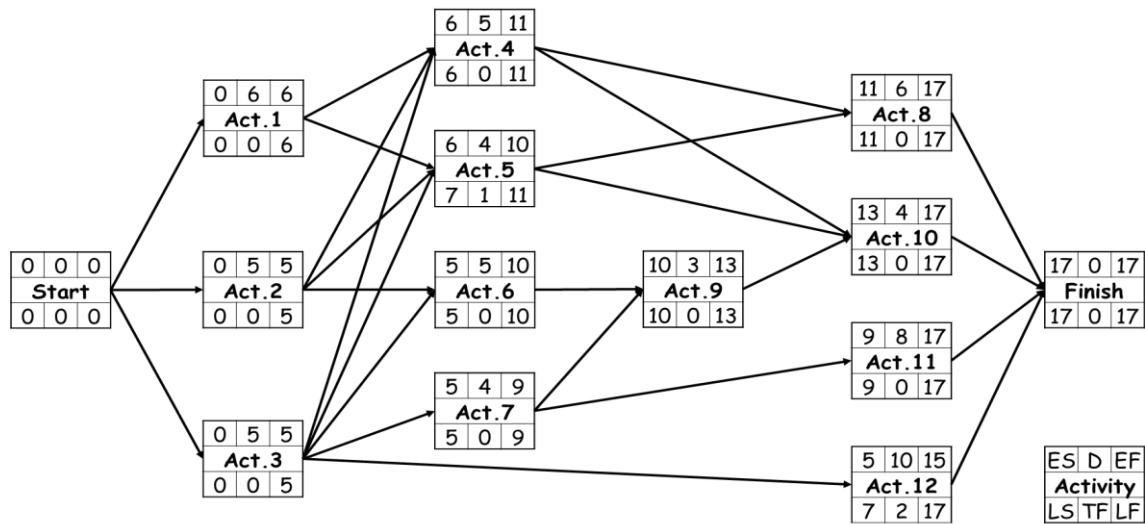 6 5 11
Act.4
6 0 11
0 6 6
Act.1
0 0 6
11 6 17
Act.8
11 0 17
6 4 10
Act.5
7 1 11
13 4 17
Act.10
13 0 17
0 0 0
Start
0 0 0
0 5 5
Act.2
0 0 5
5 5 10
Act.6
5 0 10
10 3 13
Act.9
10 0 13
17 0 17
Finish
17 0 17
9 8 17
Act.11
9 0 17
5 4 9
Act.7
5 0 9
0 5 5
Act.3
0 0 5
5 10 15
Act.12
7 2 17
ES D EF
Activity
LS TF LF